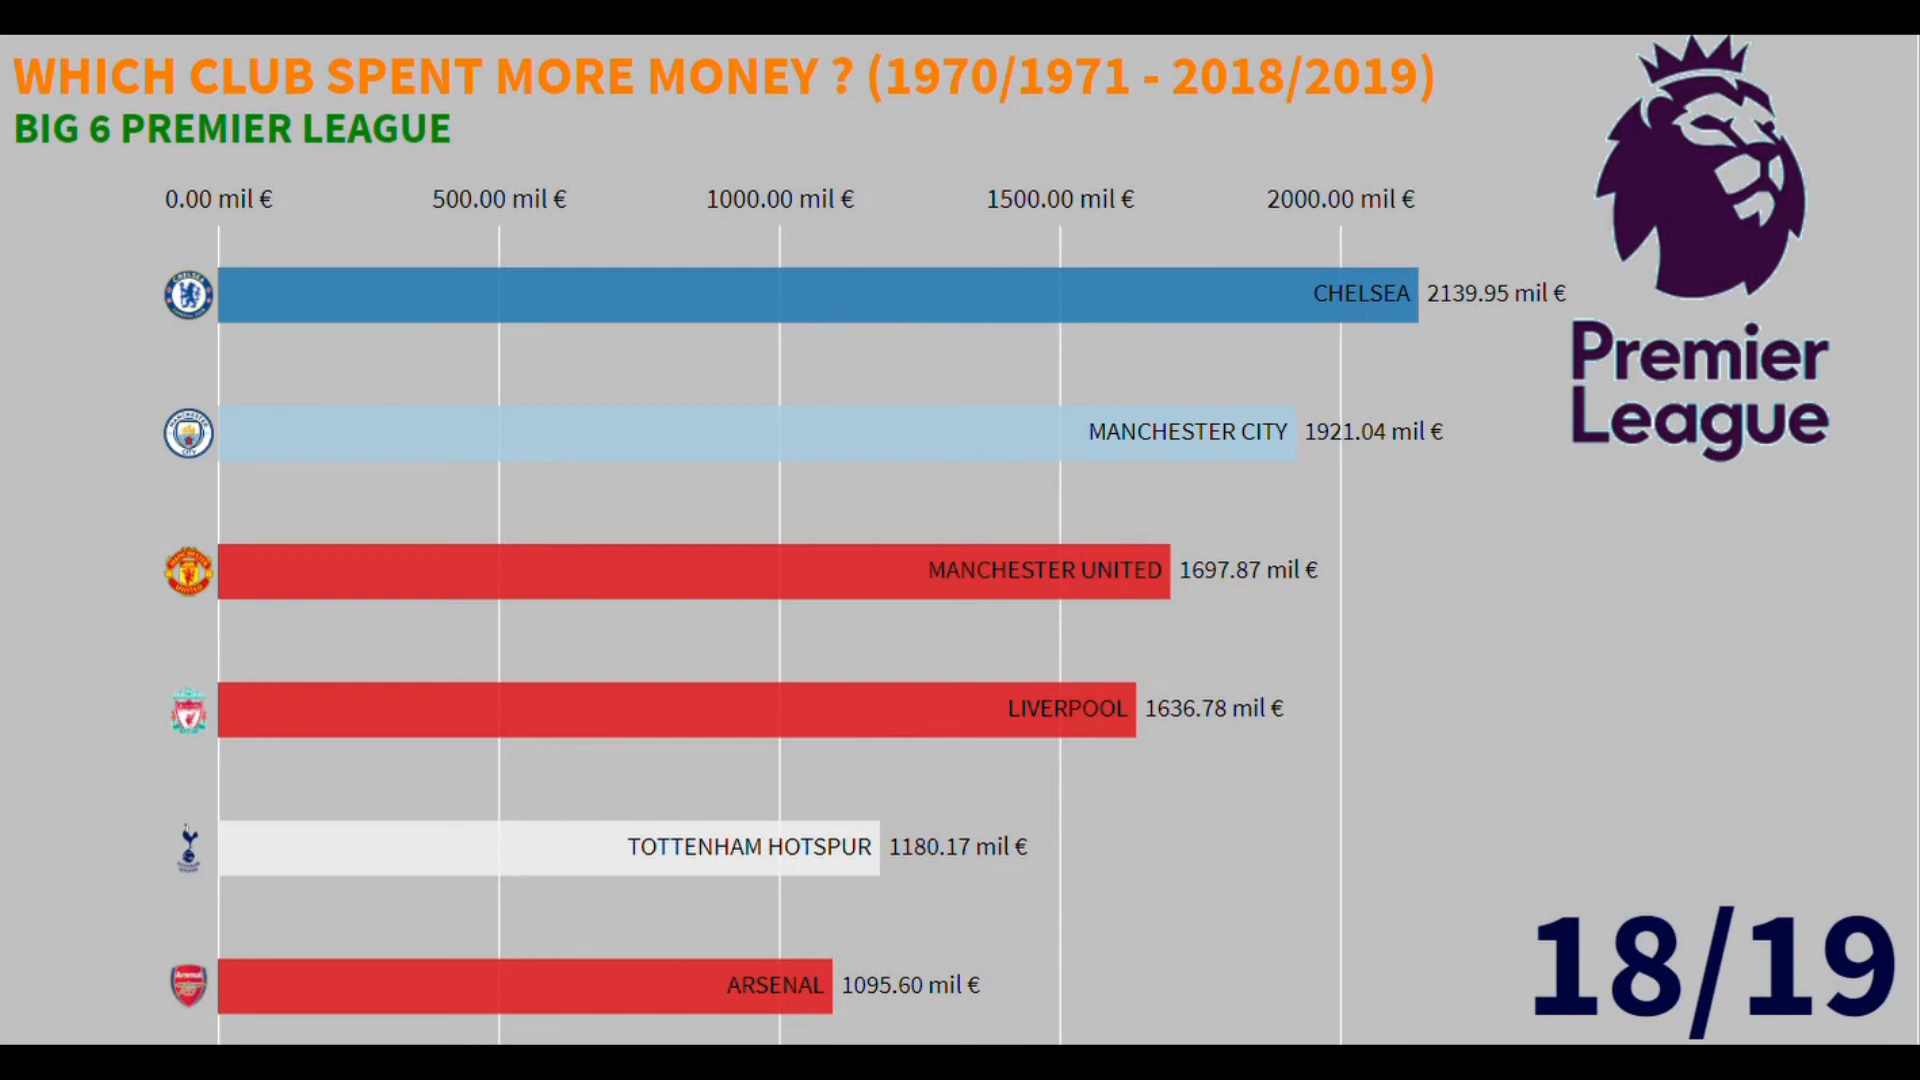 WHICH CLUB SPENT MORE MONEY ? (1970/1971 - 2018/2019)
BIG 6 PREMIER LEAGUE
0.00 mil € 500.00 mil € 1000.00 mil € 1500.00 mil € 2000.00 mil €
CHELSEA 2139.95 mil €
Premier
League
MANCHESTER CITY 1921.04 mil €
MANCHESTER UNITED 1697.87 mil €
LIVERPOOL 1636.78 mil €
TOTTENHAM HOTSPUR 1180.17 mil €
Arsenal
ARSENAL 1095.60 mil €
18/19